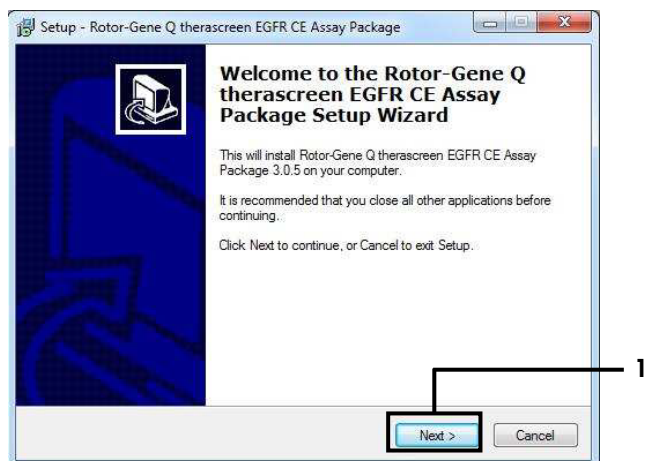 Setup - Rotor-Gene Q therascreen EGFR CE Assay Package
Welcome to the Rotor-Gene Q
therascreen EGFR CE Assay
Package Setup Wizard
This will install Rotor-Gene Q therascreen EGFR CE Assay
Package 3.0.5 on your computer.
It is recommended that you close all other applications before
continuing.
Click Next to continue, or Cancel to exit Setup.
1
Next > Cancel